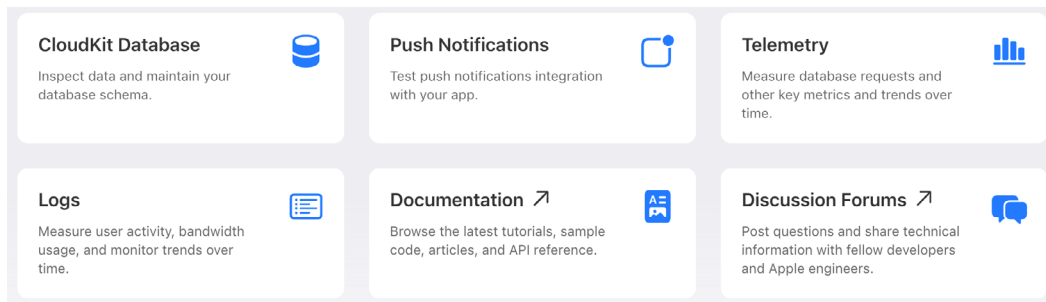 CloudKit Database
Inspect data and maintain your
database schema.
Push Notifications
Test push notifications integration
with your app.
Telemetry
Measure database requests and
other key metrics and trends over
time.
Logs
Measure user activity, bandwidth
usage, and monitor trends over
time.
Documentation
Browse the latest tutorials, sample
code, articles, and API reference.
Discussion Forums
Post questions and share technical
information with fellow developers
and Apple engineers.